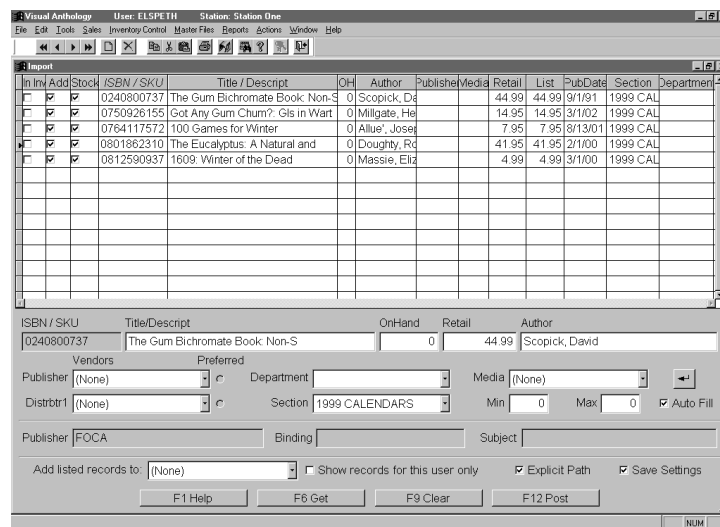 Visual Anthology User: ELSPETH Station: Station One
File Edit Tools Sales Inventory Control Master Files Reports Actions Window Help
Import
In Inv Add Stock ISBN / SKU Title / Descript OH Author Publisher Media Retail List PubDate Section Department
0240800737 The Gum Bichromate Book: Non-S 0 Scopick, Da 44.99 44.99 9/1/91 1999 CAL
0750926155 Got Any Gum Chum?: GIs in Wart 0 Millgate, He 14.95 14.95 3/1/02 1999 CAL
0764117572 100 Games for Winter 0 Allue', Josep 7.95 7.95 8/13/01 1999 CAL
0801862310 The Eucalyptus: A Natural and 0 Doughty, Ro 41.95 41.95 2/1/00 1999 CAL
0812590937 1609: Winter of the Dead 0 Massie, Eliz 4.99 4.99 3/1/00 1999 CAL
ISBN / SKU Title/Descript OnHand Retail Author
0240800737 The Gum Bichromate Book: Non-S 0 44.99 Scopick, David
Vendors Preferred
Publisher (None) Department Media (None)
Distrbtr1 (None) Section 1999 CALENDARS Min 0 Max 0 Auto Fill
Publisher FOCA Binding Subject
Add listed records to: (None) Show records for this user only Explicit Path Save Settings
F1 Help F6 Get F9 Clear F12 Post
NUM